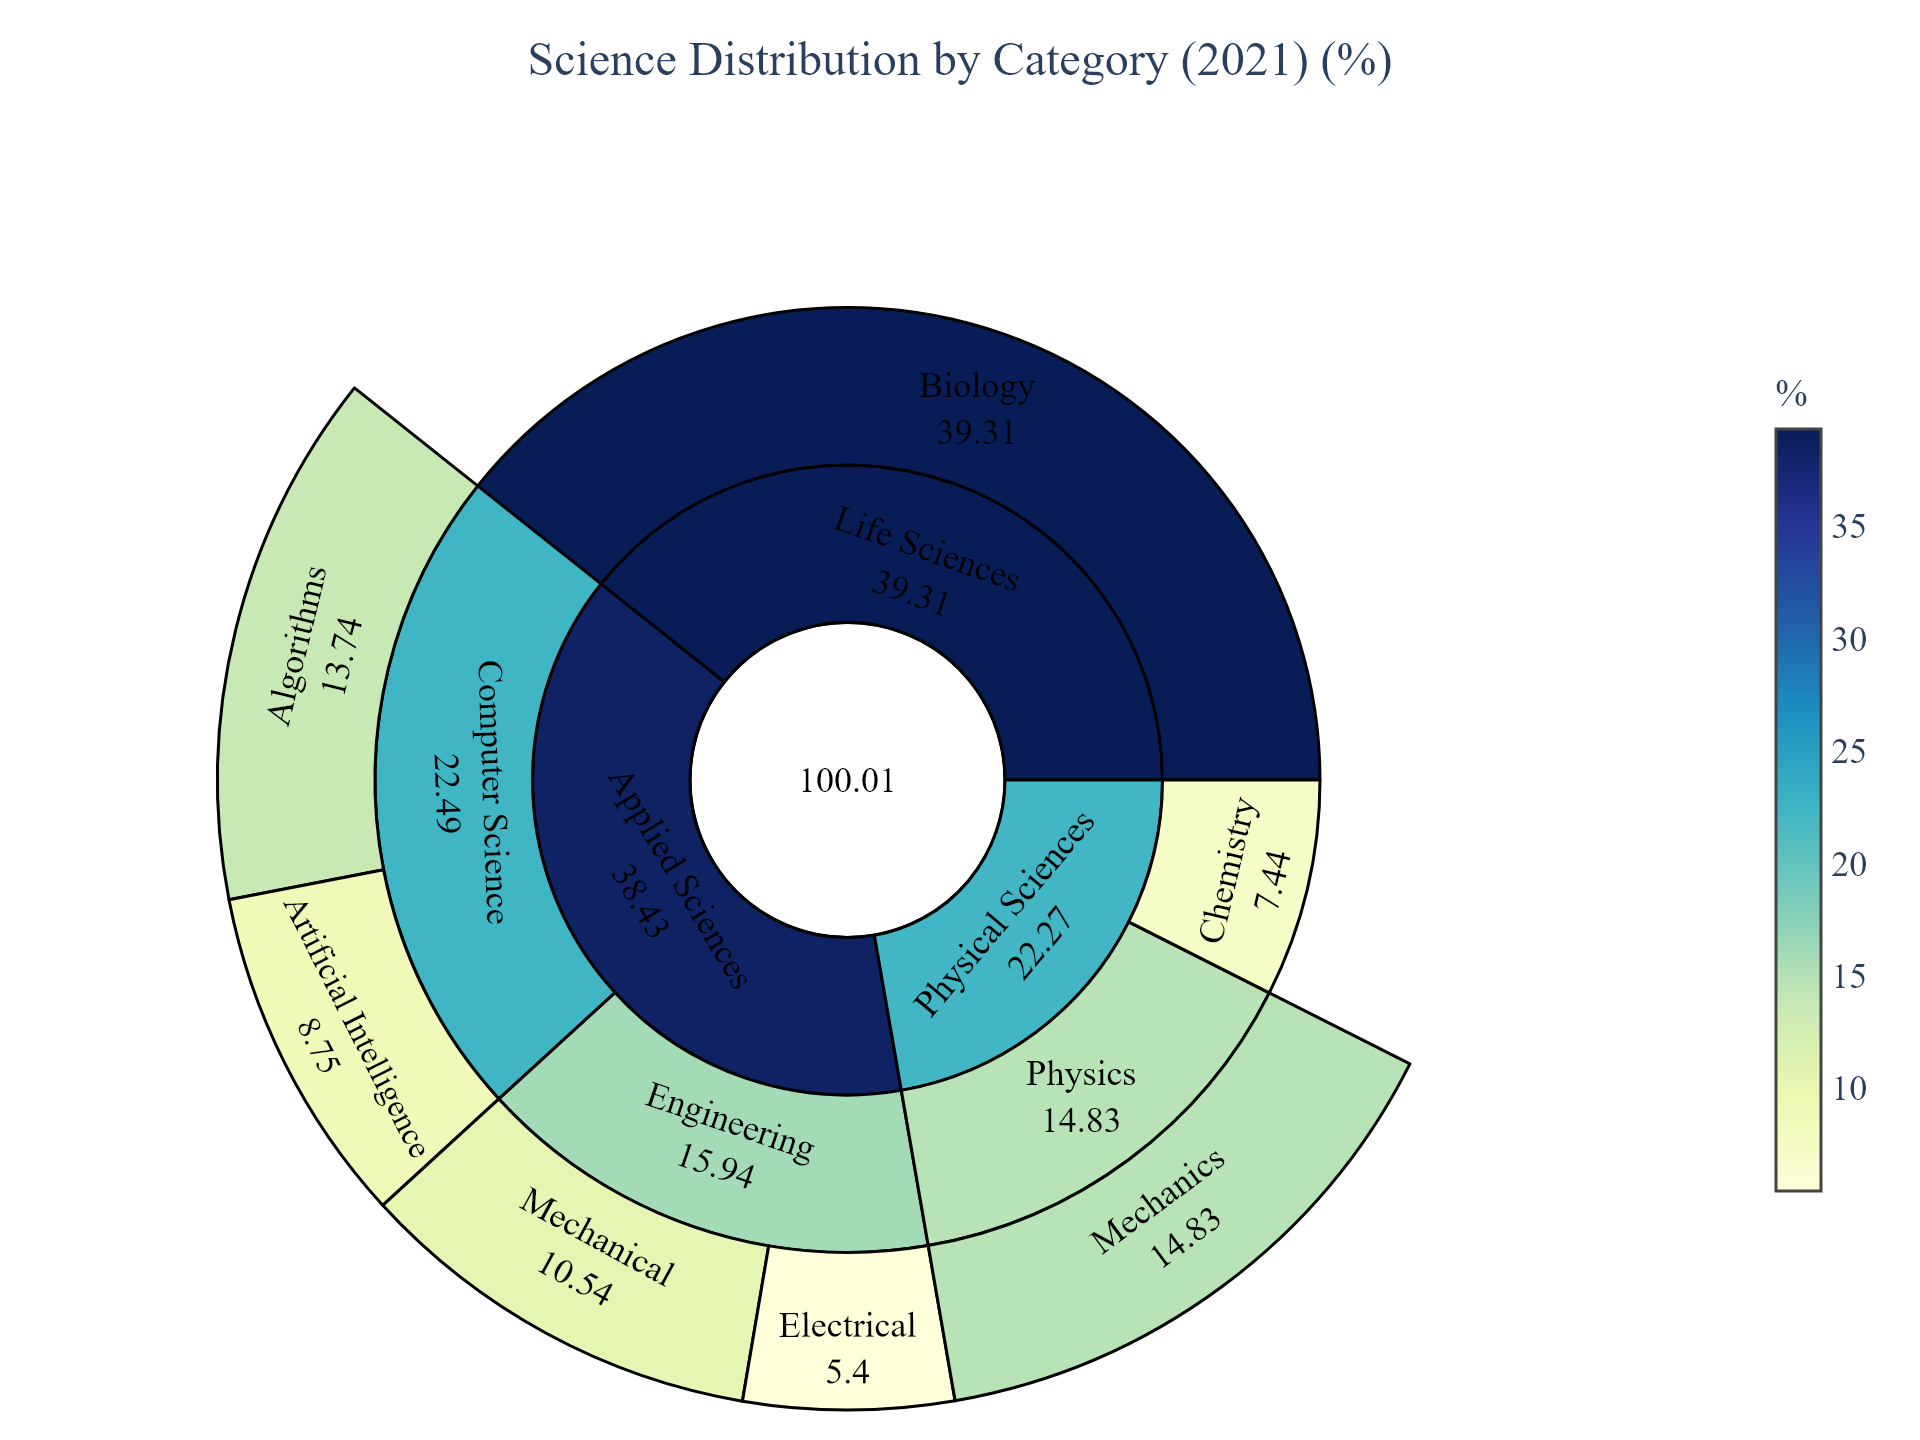 Science Distribution by Category (2021) (%)
Biology
39.31
Life Sciences
39.31
Algorithms
13.74
Computer Science
22.49
Applied Sciences
38.43
100.01
Physical Sciences
22.27
Chemistry
7.44
Artificial Intelligence
8.75
Engineering
15.94
Physics
14.83
Mechanical
10.54
Electrical
5.4
Mechanics
14.83
%
35
30
25
20
15
10